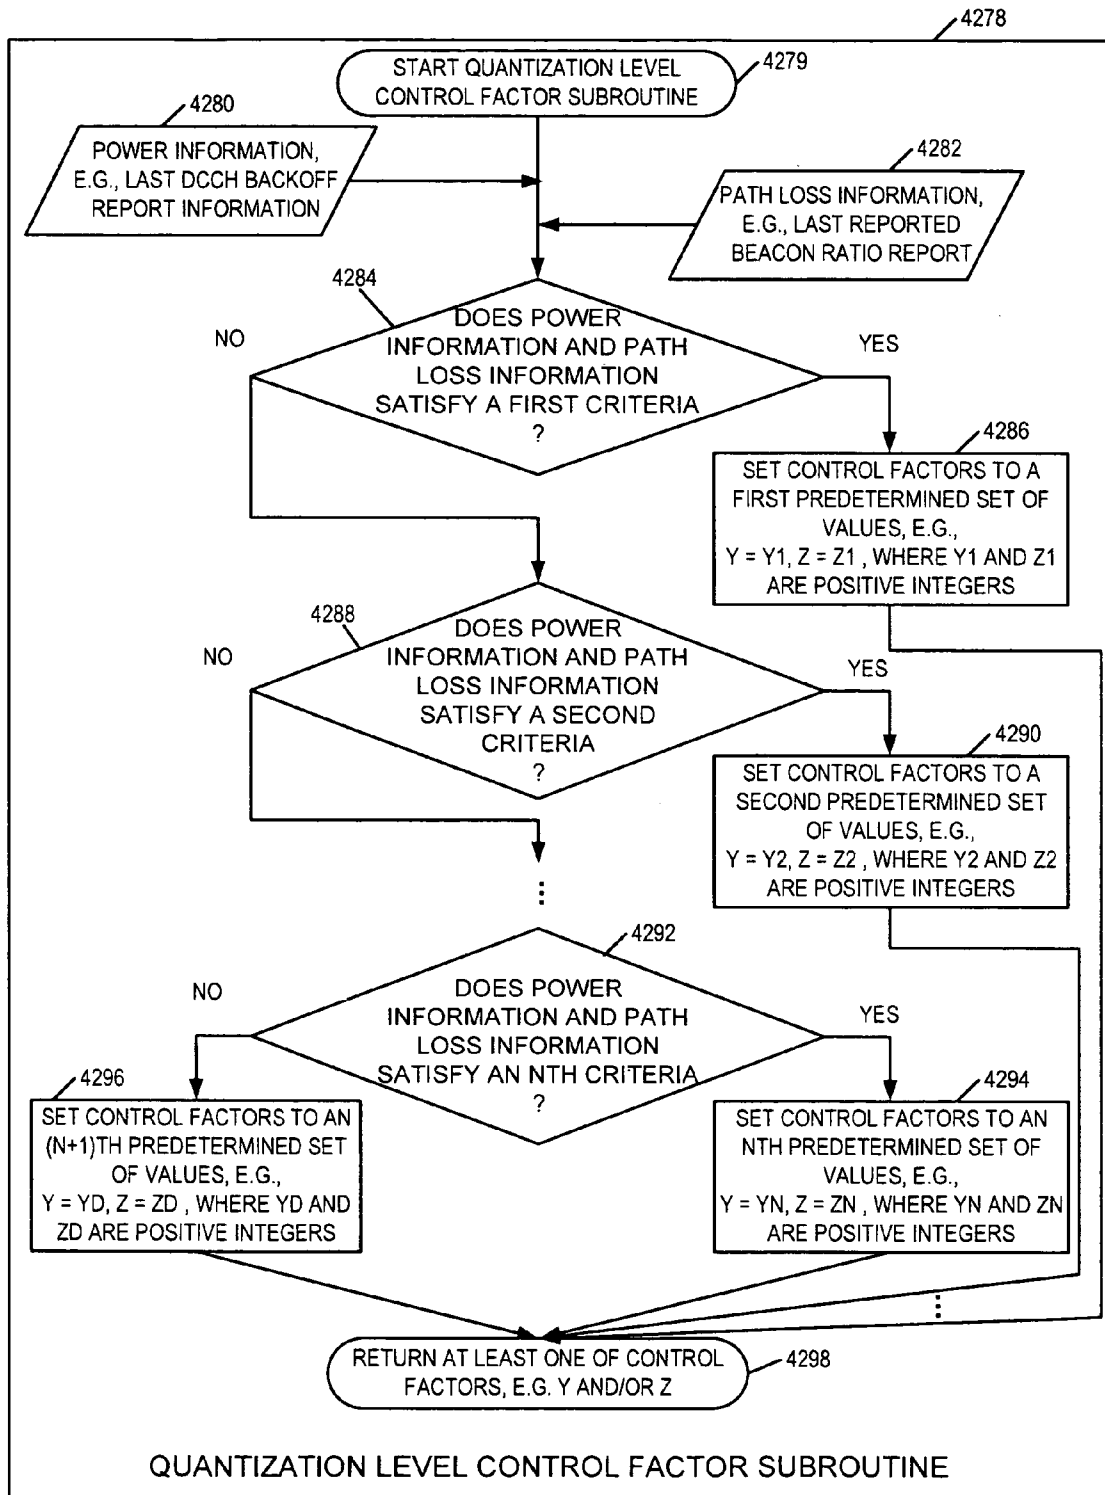 4278
START QUANTIZATION LEVEL
CONTROL FACTOR SUBROUTINE
4279
4280
POWER INFORMATION,
E.G., LAST DCCH BACKOFF
REPORT INFORMATION
4282
PATH LOSS INFORMATION,
E.G., LAST REPORTED
BEACON RATIO REPORT
4284
NO
DOES POWER
INFORMATION AND PATH
LOSS INFORMATION
SATISFY A FIRST CRITERIA
?
YES
4286
SET CONTROL FACTORS TO A
FIRST PREDETERMINED SET OF
VALUES, E.G.,
Y = Y1, Z = Z1 , WHERE Y1 AND Z1
ARE POSITIVE INTEGERS
4288
NO
DOES POWER
INFORMATION AND PATH
LOSS INFORMATION
SATISFY A SECOND
CRITERIA
?
YES
4290
SET CONTROL FACTORS TO A
SECOND PREDETERMINED SET
OF VALUES, E.G.,
Y = Y2, Z = Z2 , WHERE Y2 AND Z2
ARE POSITIVE INTEGERS
4292
NO
DOES POWER
INFORMATION AND PATH
LOSS INFORMATION
SATISFY AN NTH CRITERIA
?
YES
4296
SET CONTROL FACTORS TO AN
(N+1)TH PREDETERMINED SET
OF VALUES, E.G.,
Y = YD, Z = ZD , WHERE YD AND
ZD ARE POSITIVE INTEGERS
4294
SET CONTROL FACTORS TO AN
NTH PREDETERMINED SET OF
VALUES, E.G.,
Y = YN, Z = ZN , WHERE YN AND ZN
ARE POSITIVE INTEGERS
RETURN AT LEAST ONE OF CONTROL
FACTORS, E.G. Y AND/OR Z
4298
QUANTIZATION LEVEL CONTROL FACTOR SUBROUTINE